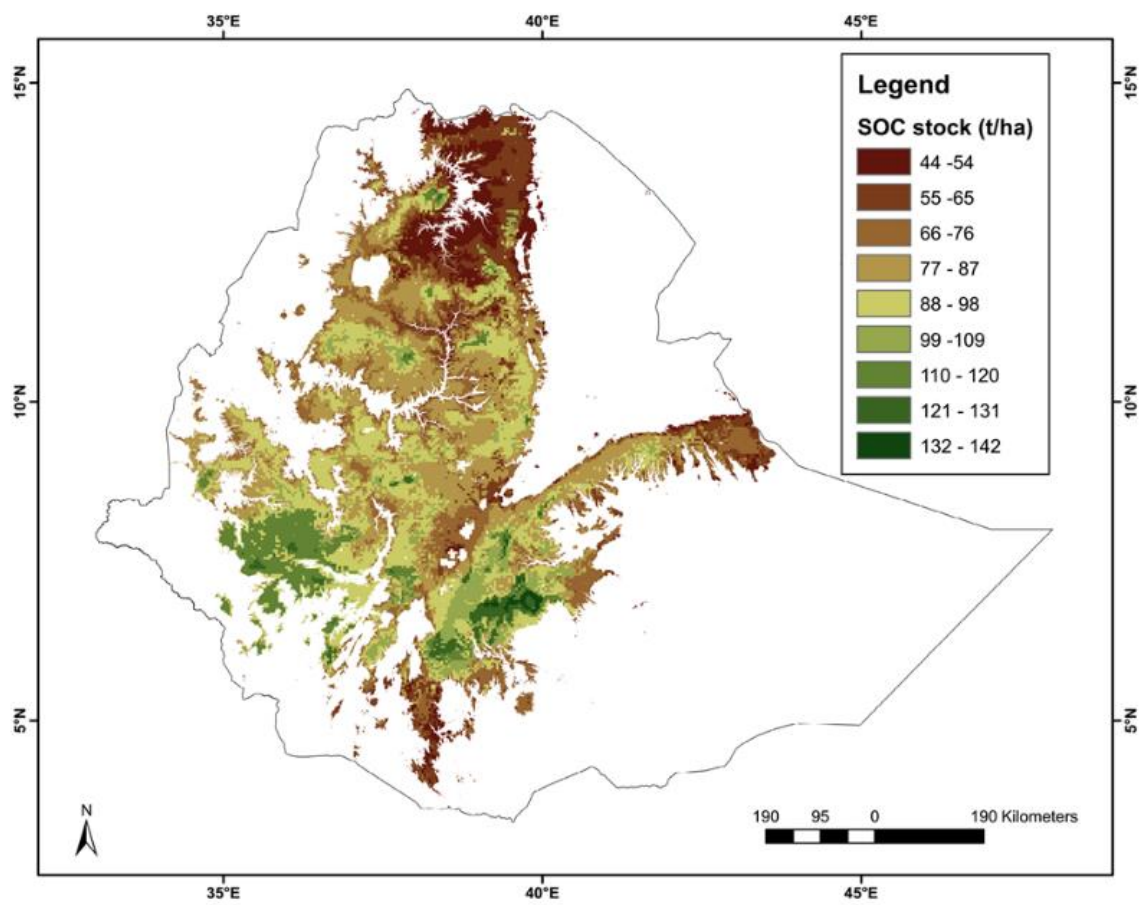 35°E 40°E 45°E
15°N 15°N
Legend
SOC stock (t/ha)
44 -54
55 -65
66 -76
77 - 87
88 - 98
99 -109
110 - 120
121 - 131
132 - 142
10°N 10°N
5°N 5°N
N
190 95 0 190 Kilometers
35°E 40°E 45°E